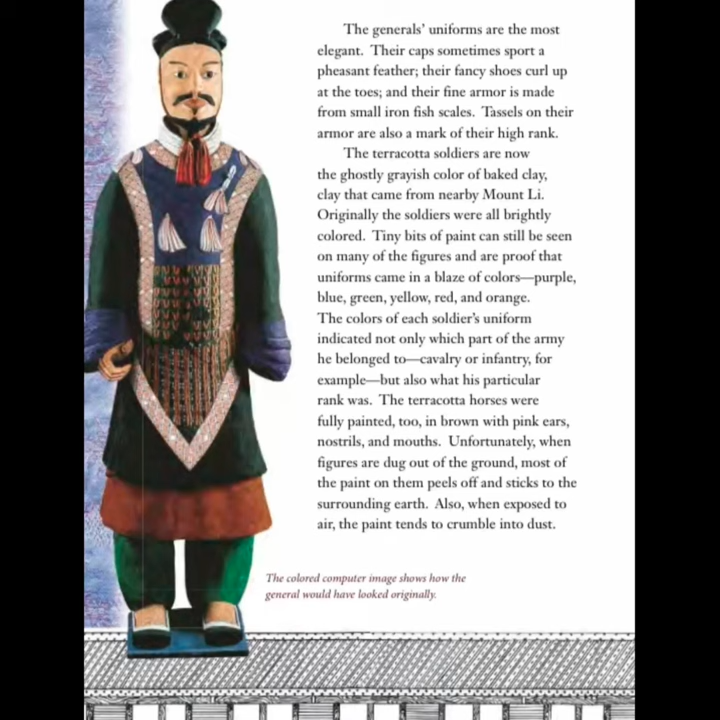 The generals’ uniforms are the most
elegant. Their caps sometimes sport a
pheasant feather; their fancy shoes curl up
at the toes; and their fine armor is made
from small iron fish scales. Tassels on their
armor are also a mark of their high rank.
The terracotta soldiers are now
the ghostly grayish color of baked clay,
clay that came from nearby Mount Li.
Originally the soldiers were all brightly
colored. Tiny bits of paint can still be seen
on many of the figures and are proof that
uniforms came in a blaze of colors—purple,
blue, green, yellow, red, and orange.
The colors of each soldier’s uniform
indicated not only which part of the army
he belonged to—cavalry or infantry, for
example—but also what his particular
rank was. The terracotta horses were
fully painted, too, in brown with pink ears,
nostrils, and mouths. Unfortunately, when
figures are dug out of the ground, most of
the paint on them peels off and sticks to the
surrounding earth. Also, when exposed to
air, the paint tends to crumble into dust.
The colored computer image shows how the
general would have looked originally.